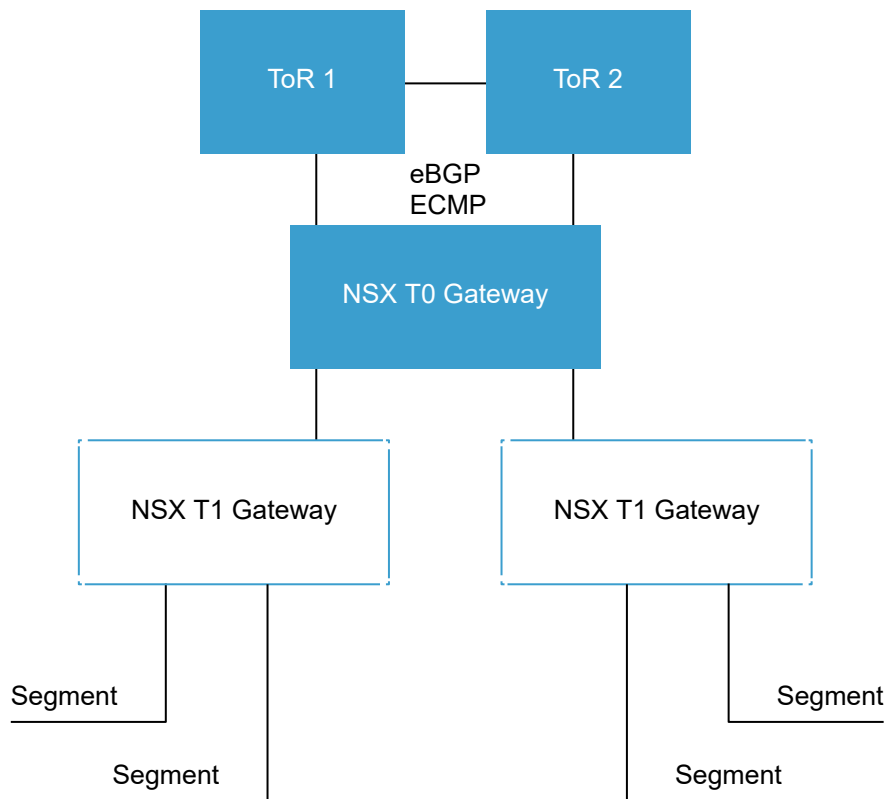 ToR 1
ToR 2
eBGP
ECMP
NSX T0 Gateway
NSX T1 Gateway
NSX T1 Gateway
Segment
Segment
Segment
Segment